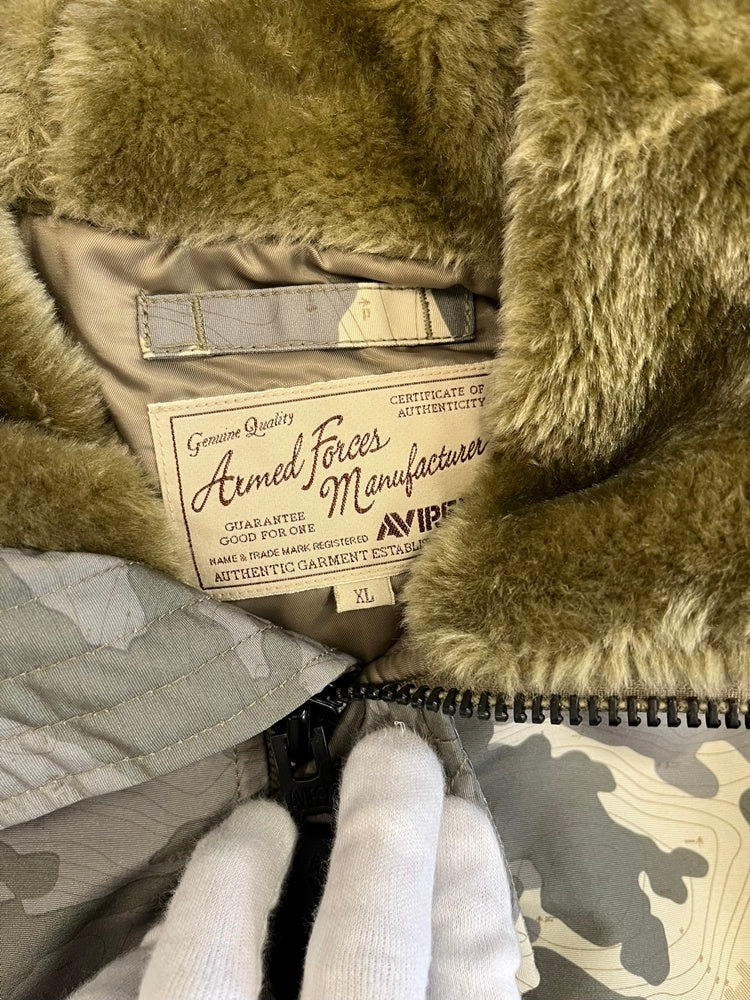 Genuine Quality
CERTIFICATE OF
AUTHENTICITY
Armed Forces
Manufacturer
GUARANTEE
GOOD FOR ONE
NAME & TRADE MARK REGISTERED
AUTHENTIC GARMENT
XL